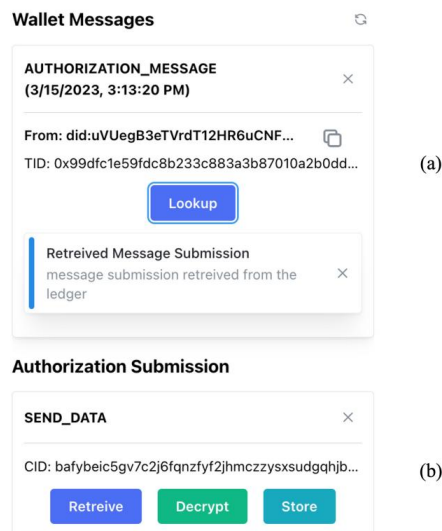 Wallet Messages
AUTHORIZATION_MESSAGE
(3/15/2023, 3:13:20 PM)
From: did:uVUegB3eTVrdT12HR6uCNF...
TID: 0x99dfc1e59fdc8b233c883a3b87010a2b0dd...
(a)
Lookup
Retreived Message Submission
message submission retreived from the
ledger
Authorization Submission
SEND_DATA
CID: bafybeic5gv7c2j6fqnzfyf2jhmczzysxsudgqhjb...
(b)
Retreive Decrypt Store